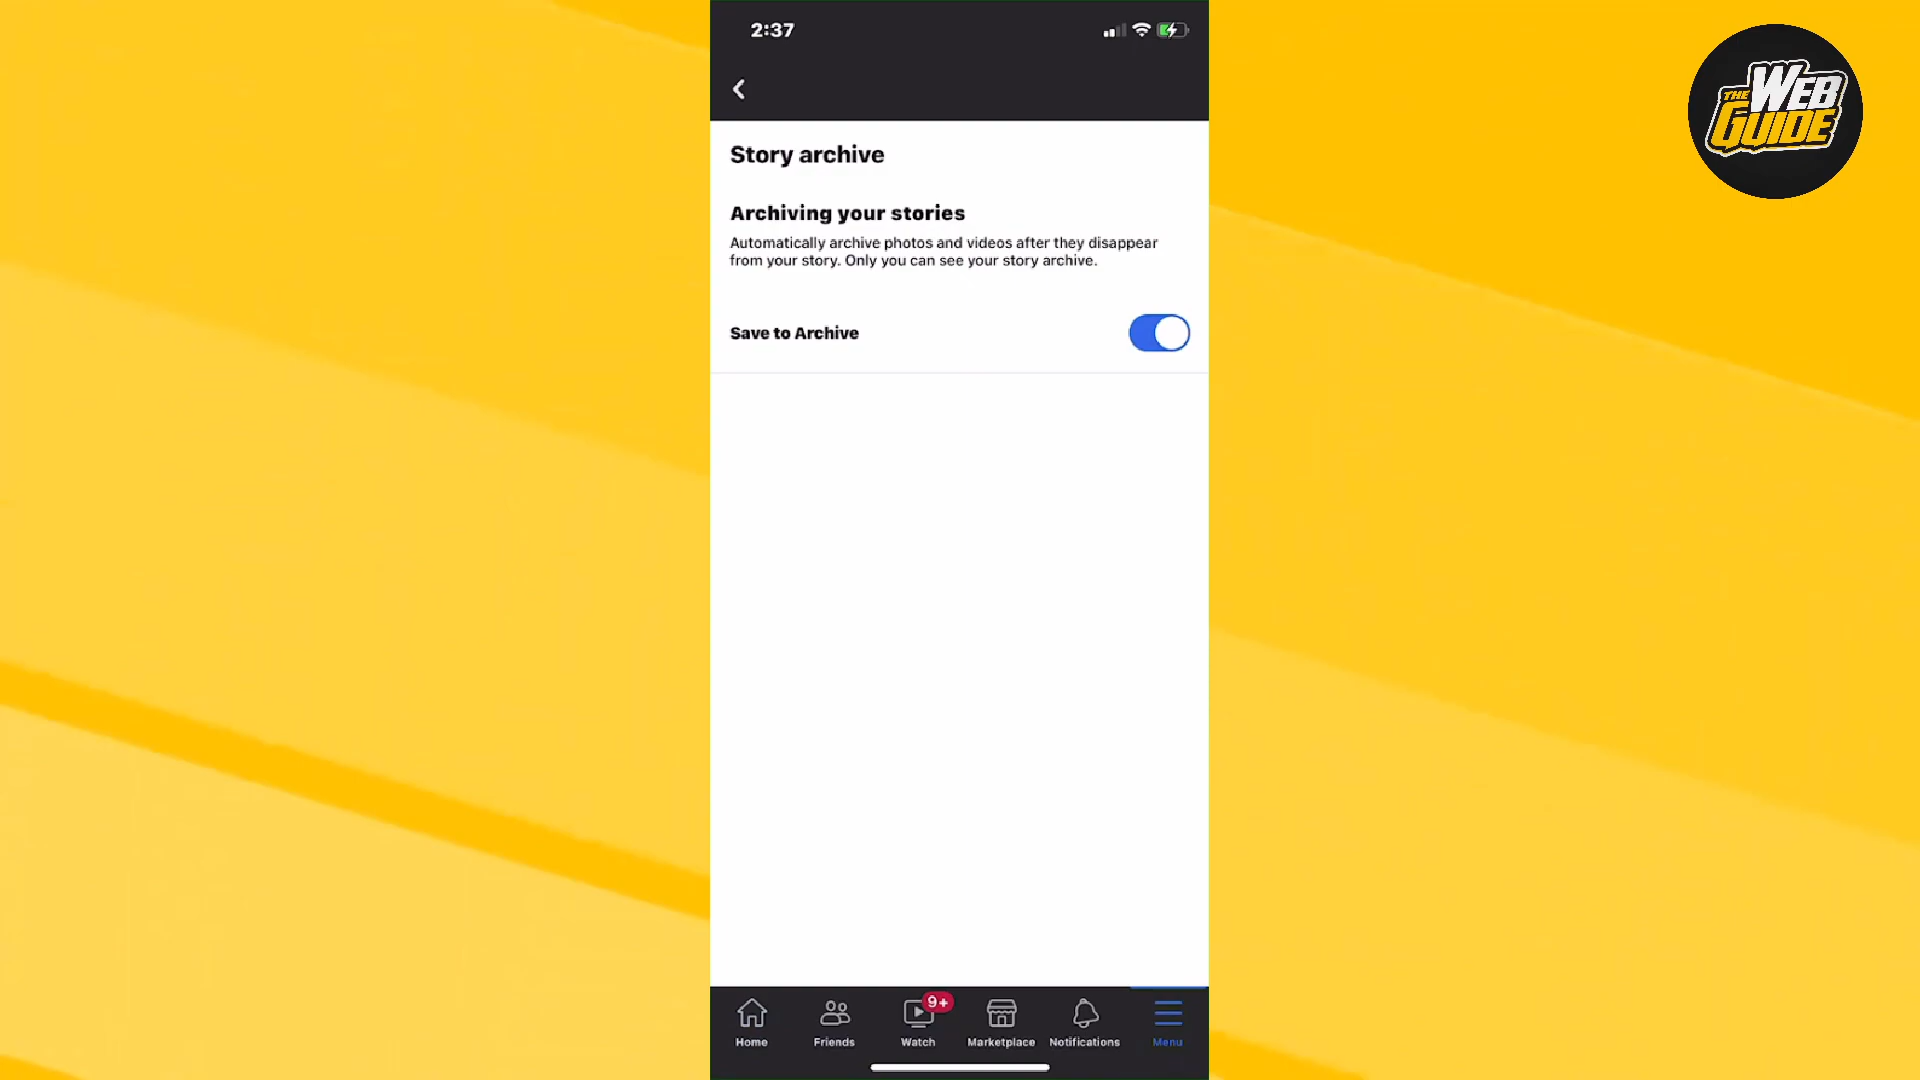 2:37
THE
WEB
GUIDE
Story archive
Archiving your stories
Automatically archive photos and videos after they disappear
from your story. Only you can see your story archive.
Save to Archive
9+
Home Friends Watch Marketplace Notifications Menu